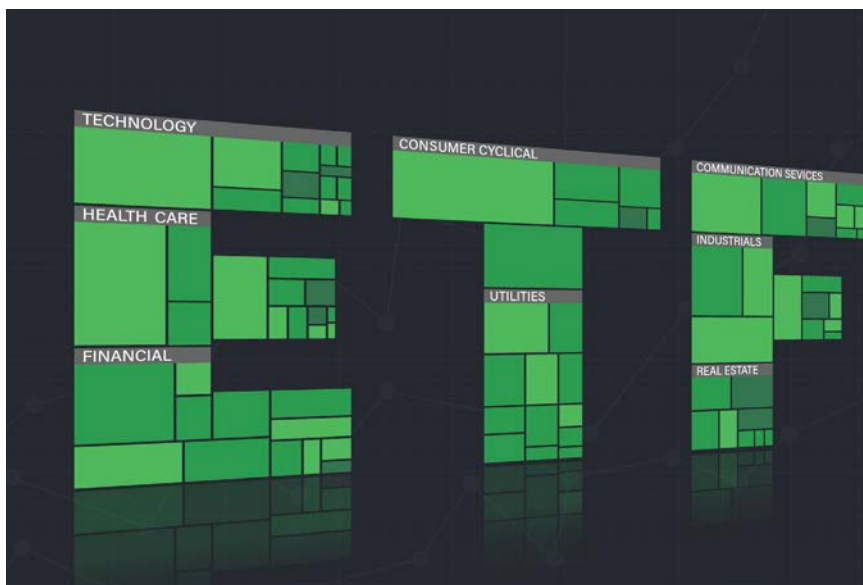 TECHNOLOGY
HEALTH CARE
FINANCIAL
CONSUMER CYCLICAL
UTILITIES
COMMUNICATION SEVICES
INDUSTRIALS
REAL ESTATE